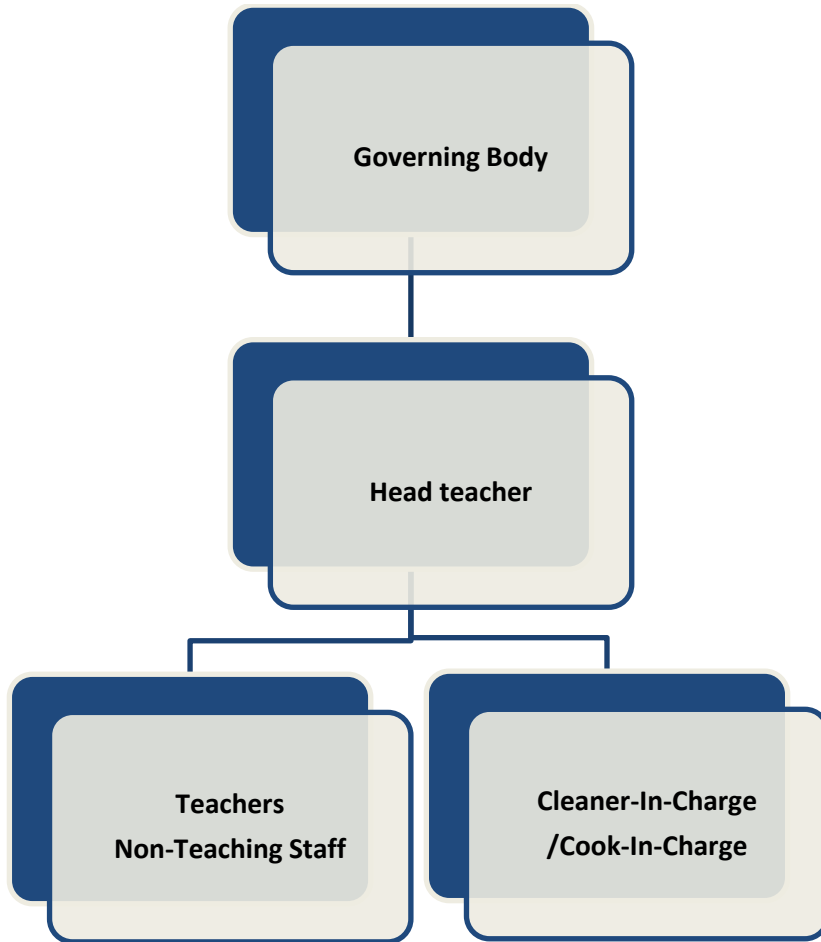 Governing Body
Head teacher
Teachers
Non-Teaching Staff
Cleaner-In-Charge
/Cook-In-Charge